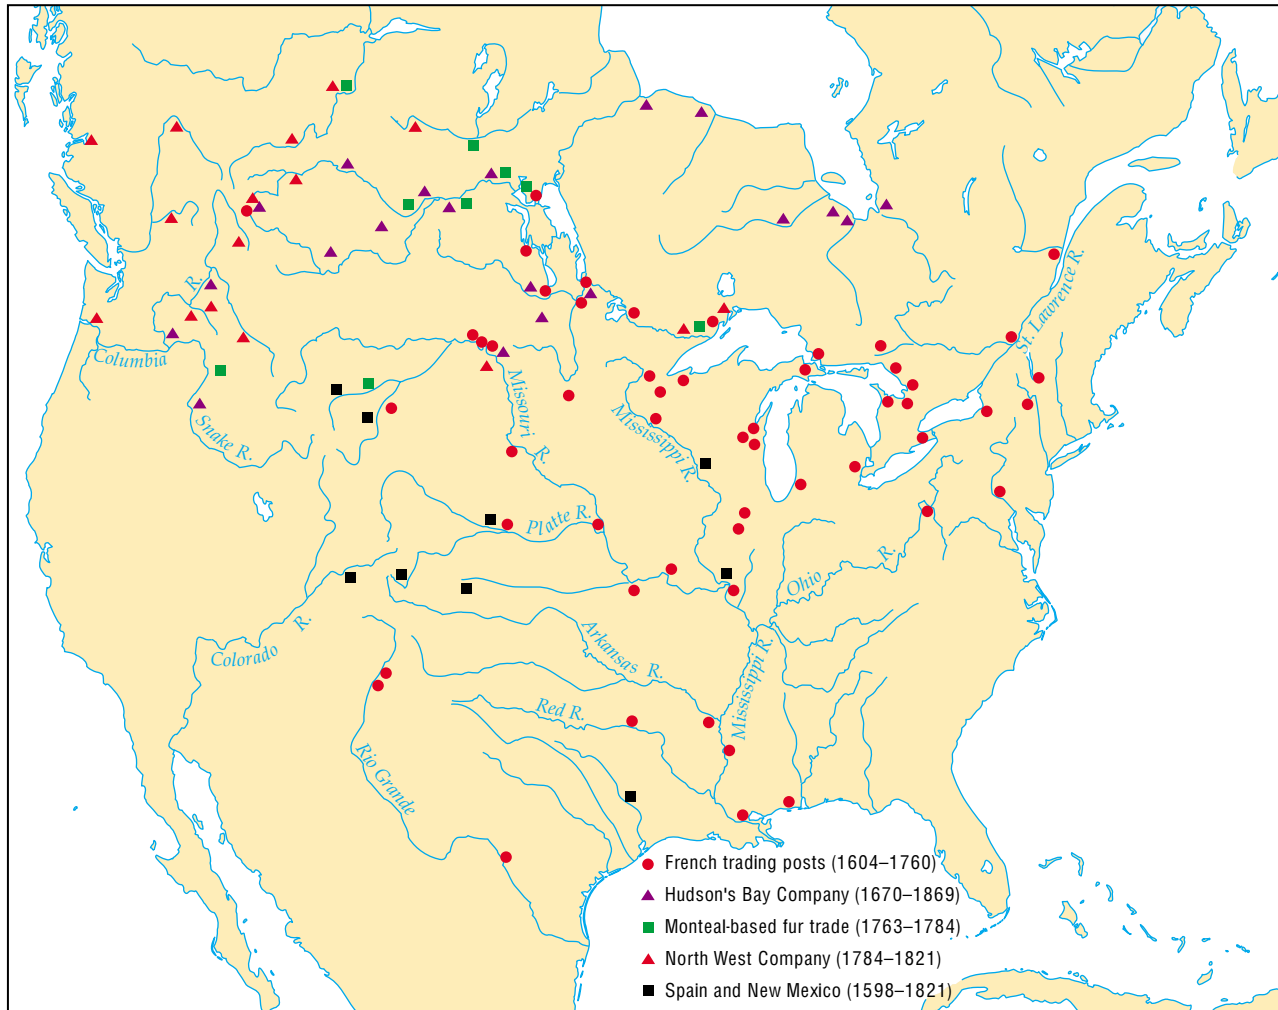 St. Lawrence R.
R.
Columbia
Snake R.
Missouri R.
Mississippi R.
Platte R.
Ohio R.
Colorado R.
Arkansas R.
Mississippi R.
Red R.
Rio Grande
French trading posts (1604–1760)
Hudson's Bay Company (1670–1869)
Monteal-based fur trade (1763–1784)
North West Company (1784–1821)
Spain and New Mexico (1598–1821)